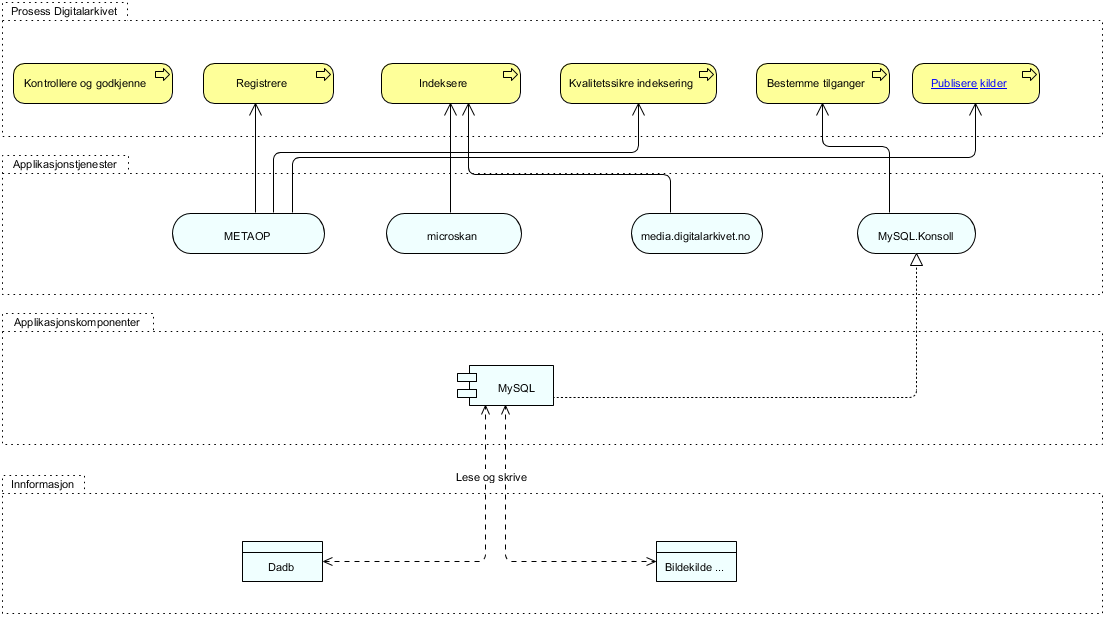 Prosess Digitalarkivet
Kontrollere og godkjenne
Registrere
Indeksere
Kvalitetssikre indeksering
Bestemme tilganger
Publisere kilder
Applikasjonstjenester
METAOP
microskan
media.digitalarkivet.no
MySQL.Konsoll
Applikasjonskomponenter
MySQL
Lese og skrive
Innformasjon
Dadb
Bildekilde ...